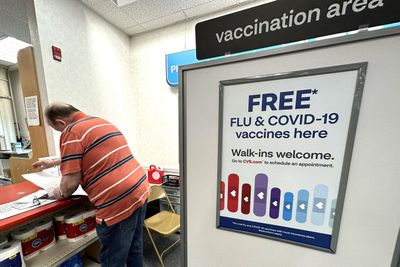 vaccination area
P
FREE*
FLU & COVID-19
vaccines here
Walk-ins welcome.
Go to CVS.com® to schedule an appointment.